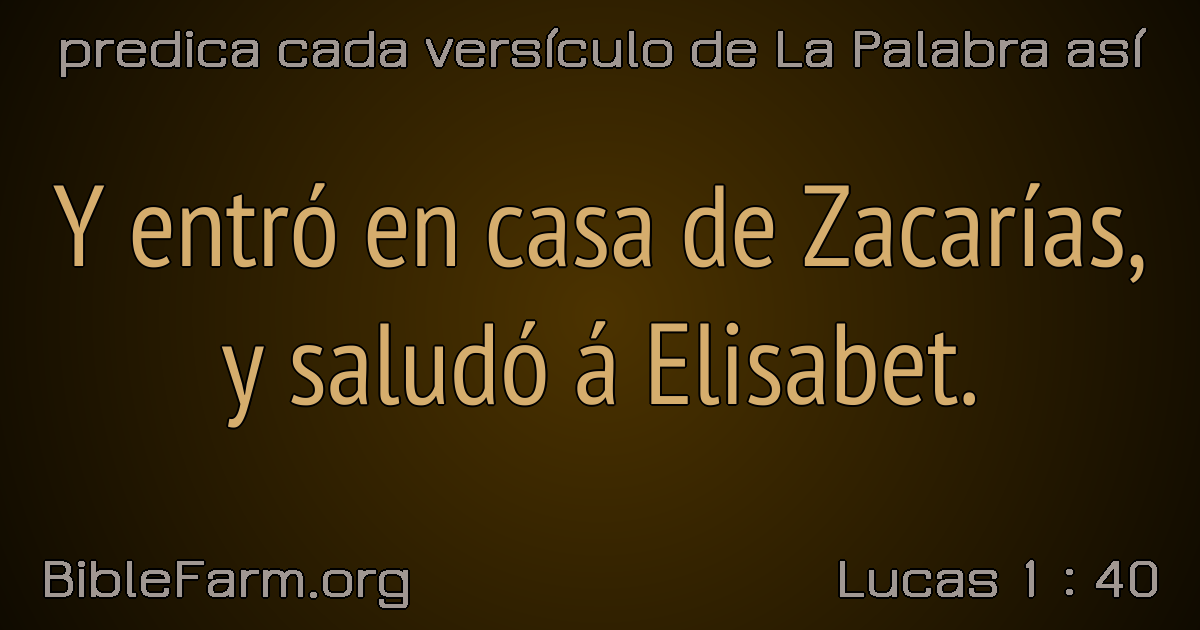 predica cada versículo de La Palabra así
Y entró en casa de Zacarías,
y saludó á Elisabet.
BibleFarm.org
Lucas 1 : 40